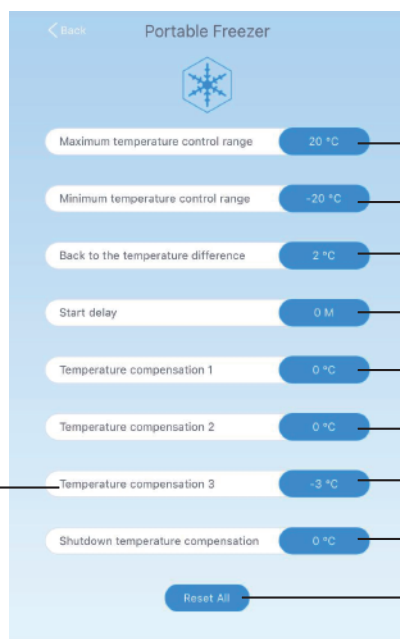 Back
Portable Freezer
Maximum temperature control range 20 °C
Minimum temperature control range -20 °C
Back to the temperature difference 2 °C
Start delay 0 M
Temperature compensation 1 0 °C
Temperature compensation 2 0 °C
Temperature compensation 3 -3 °C
Shutdown temperature compensation 0 °C
Reset All